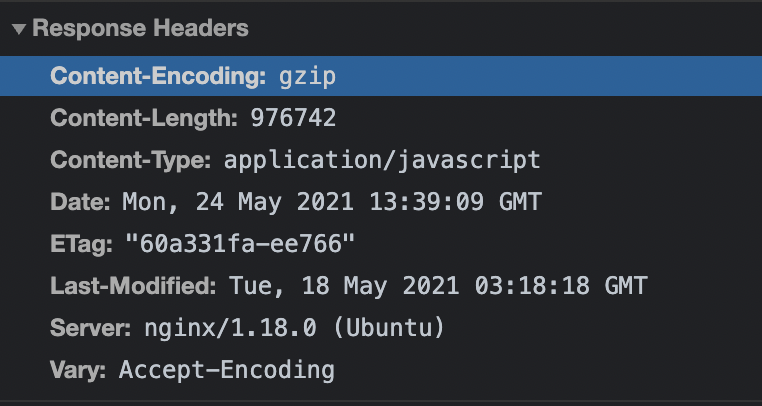 Response Headers
Content-Encoding: gzip
Content-Length: 976742
Content-Type: application/javascript
Date: Mon, 24 May 2021 13:39:09 GMT
ETag: "60a331fa-ee766"
Last-Modified: Tue, 18 May 2021 03:18:18 GMT
Server: nginx/1.18.0 (Ubuntu)
Vary: Accept-Encoding